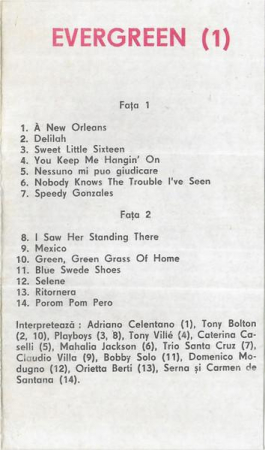 EVERGREEN (1)
Fața 1
1. À New Orleans
2. Delilah
3. Sweet Little Sixteen
4. You Keep Me Hangin' On
5. Nessuno mi puo giudicare
6. Nobody Knows The Trouble I've Seen
7. Speedy Gonzales
Fața 2
8. I Saw Her Standing There
9. Mexico
10. Green, Green Grass Of Home
11. Blue Swede Shoes
12. Selene
13. Ritornera
14. Porom Pom Pero
Interpretează : Adriano Celentano (1), Tony Bolton
(2, 10), Playboys (3, 8), Tony Villé (4), Caterina Ca-
selli (5), Mahalia Jackson (6), Trio Santa Cruz (7),
Claudio Villa (9), Bobby Solo (11), Domenico Mo-
dugno (12), Orietta Berti (13), Serna și Carmen de
Santana (14).